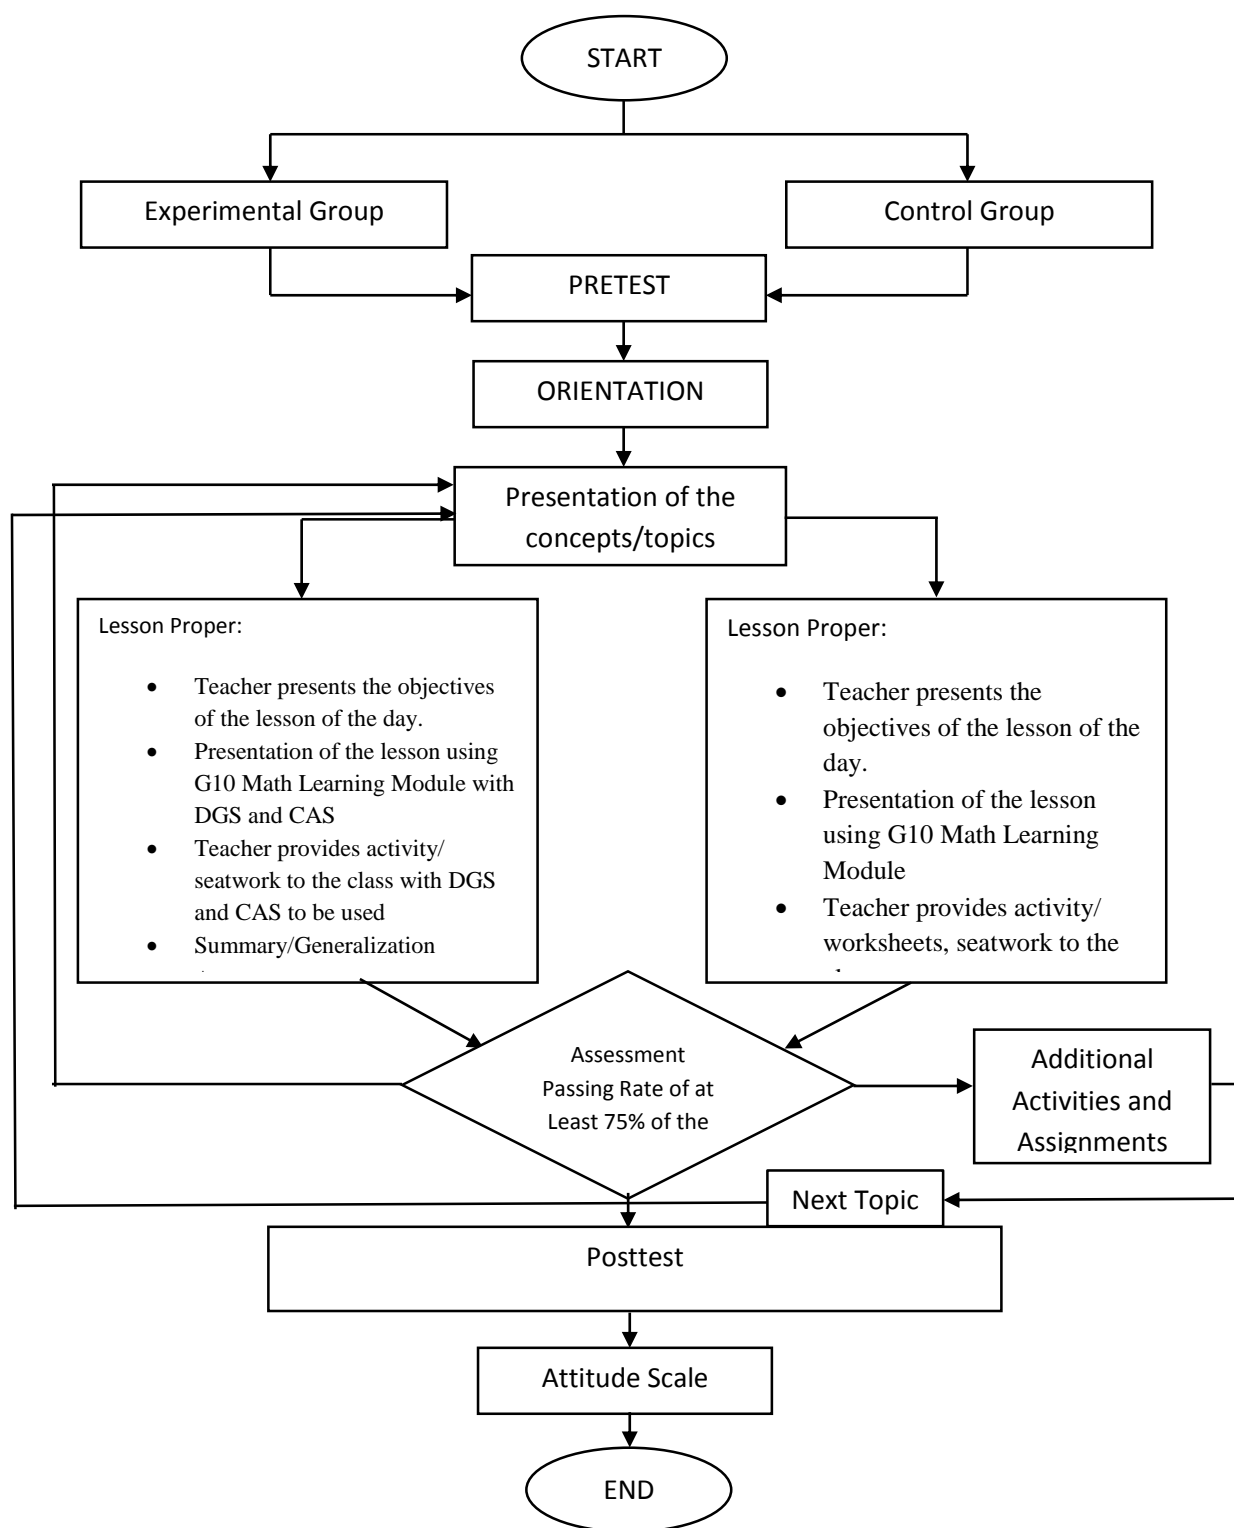 START
Experimental Group
Control Group
PRETEST
ORIENTATION
Presentation of the
concepts/topics
Lesson Proper:
• Teacher presents the objectives
of the lesson of the day.
• Presentation of the lesson using
G10 Math Learning Module with
DGS and CAS
• Teacher provides activity/
seatwork to the class with DGS
and CAS to be used
• Summary/Generalization
Lesson Proper:
• Teacher presents the
objectives of the lesson of the
day.
• Presentation of the lesson
using G10 Math Learning
Module
• Teacher provides activity/
worksheets, seatwork to the
Assessment
Passing Rate of at
Least 75% of the
Additional
Activities and
Assignments
Next Topic
Posttest
Attitude Scale
END